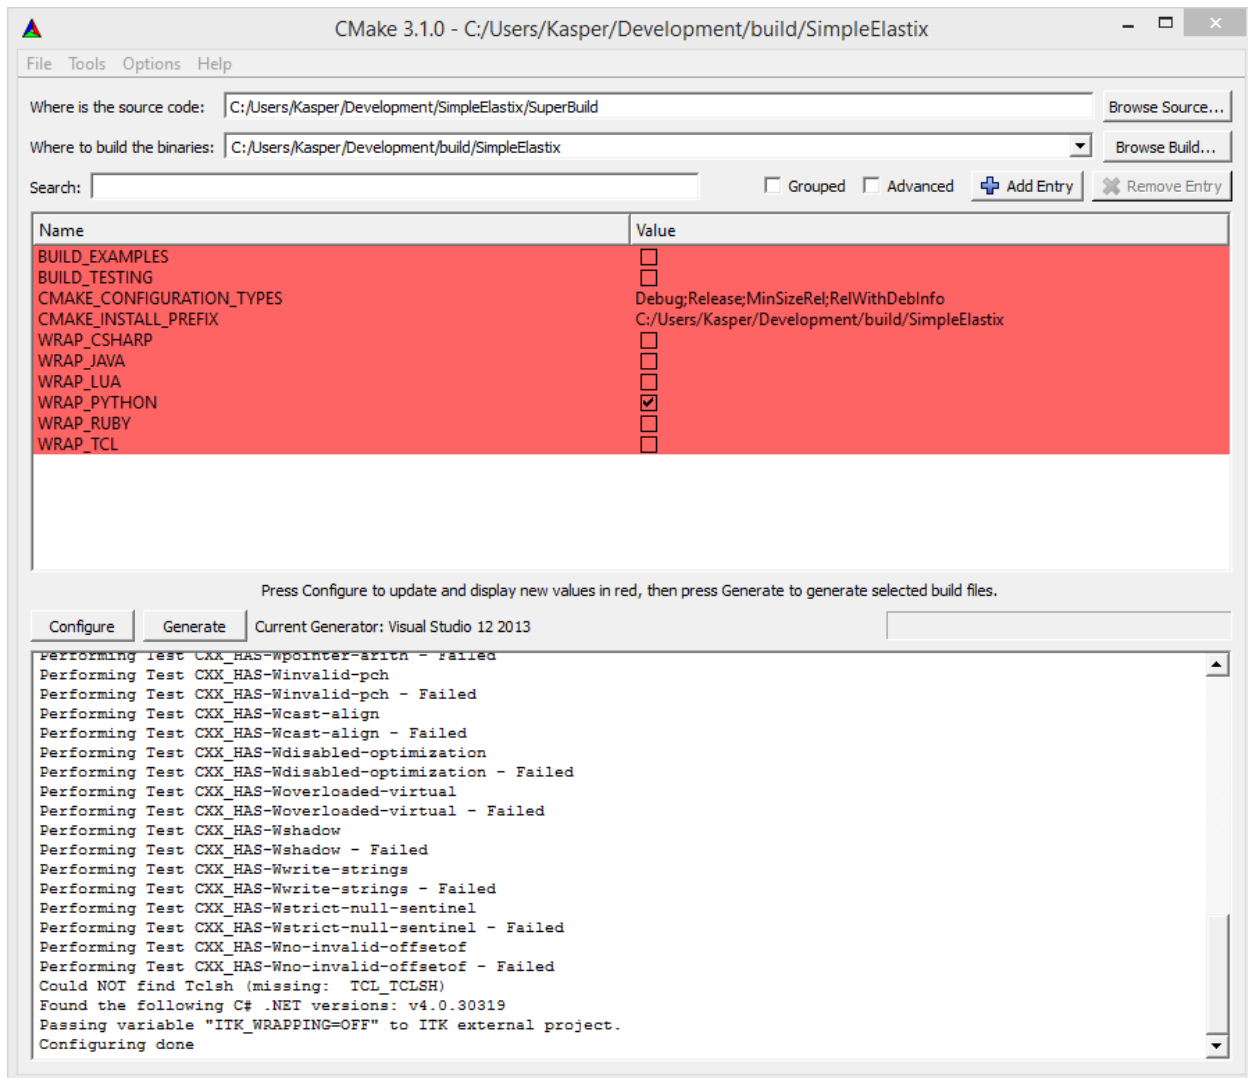 CMake 3.1.0 - C:/Users/Kasper/Development/build/SimpleElastix
File Tools Options Help
Where is the source code: C:/Users/Kasper/Development/SimpleElastix/SuperBuild Browse Source...
Where to build the binaries: C:/Users/Kasper/Development/build/SimpleElastix Browse Build...
Search: Grouped Advanced Add Entry Remove Entry
Name Value
BUILD_EXAMPLES
BUILD_TESTING
CMAKE_CONFIGURATION_TYPES Debug;Release;MinSizeRel;RelWithDebInfo
CMAKE_INSTALL_PREFIX C:/Users/Kasper/Development/build/SimpleElastix
WRAP_CSHARP
WRAP_JAVA
WRAP_LUA
WRAP_PYTHON
WRAP_RUBY
WRAP_TCL
Press Configure to update and display new values in red, then press Generate to generate selected build files.
Configure Generate Current Generator: Visual Studio 12 2013
Performing Test CXX_HAS-Wpointer-arith - Failed
Performing Test CXX_HAS-Winvalid-pch
Performing Test CXX_HAS-Winvalid-pch - Failed
Performing Test CXX_HAS-Wcast-align
Performing Test CXX_HAS-Wcast-align - Failed
Performing Test CXX_HAS-Wdisabled-optimization
Performing Test CXX_HAS-Wdisabled-optimization - Failed
Performing Test CXX_HAS-Woverloaded-virtual
Performing Test CXX_HAS-Woverloaded-virtual - Failed
Performing Test CXX_HAS-Wshadow
Performing Test CXX_HAS-Wshadow - Failed
Performing Test CXX_HAS-Wwrite-strings
Performing Test CXX_HAS-Wwrite-strings - Failed
Performing Test CXX_HAS-Wstrict-null-sentinel
Performing Test CXX_HAS-Wstrict-null-sentinel - Failed
Performing Test CXX_HAS-Wno-invalid-offsetof
Performing Test CXX_HAS-Wno-invalid-offsetof - Failed
Could NOT find Tclsh (missing:  TCL_TCLSH)
Found the following C# .NET versions: v4.0.30319
Passing variable "ITK_WRAPPING=OFF" to ITK external project.
Configuring done